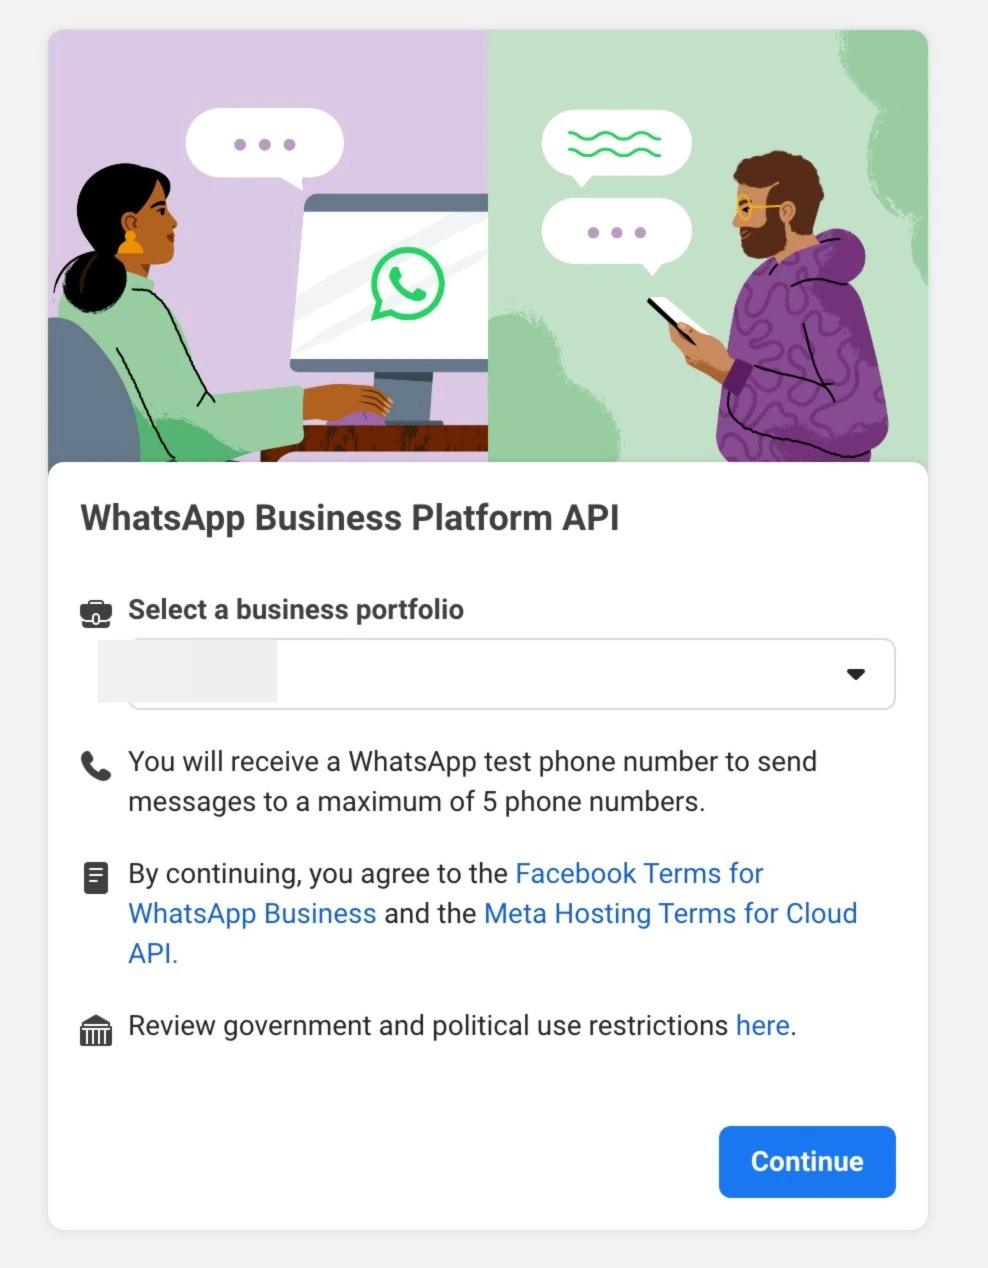 WhatsApp Business Platform API
Select a business portfolio
You will receive a WhatsApp test phone number to send
messages to a maximum of 5 phone numbers.
By continuing, you agree to the Facebook Terms for
WhatsApp Business and the Meta Hosting Terms for Cloud
API.
Review government and political use restrictions here.
Continue